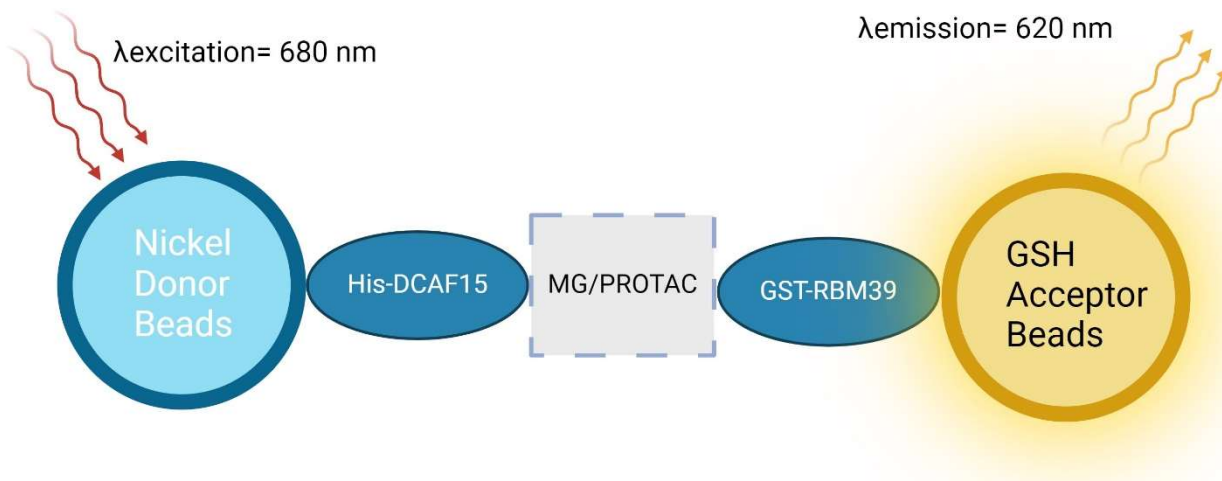 λexcitation= 680 nm
λemission= 620 nm
Nickel
Donor
Beads
His-DCAF15
MG/PROTAC
GST-RBM39
GSH
Acceptor
Beads